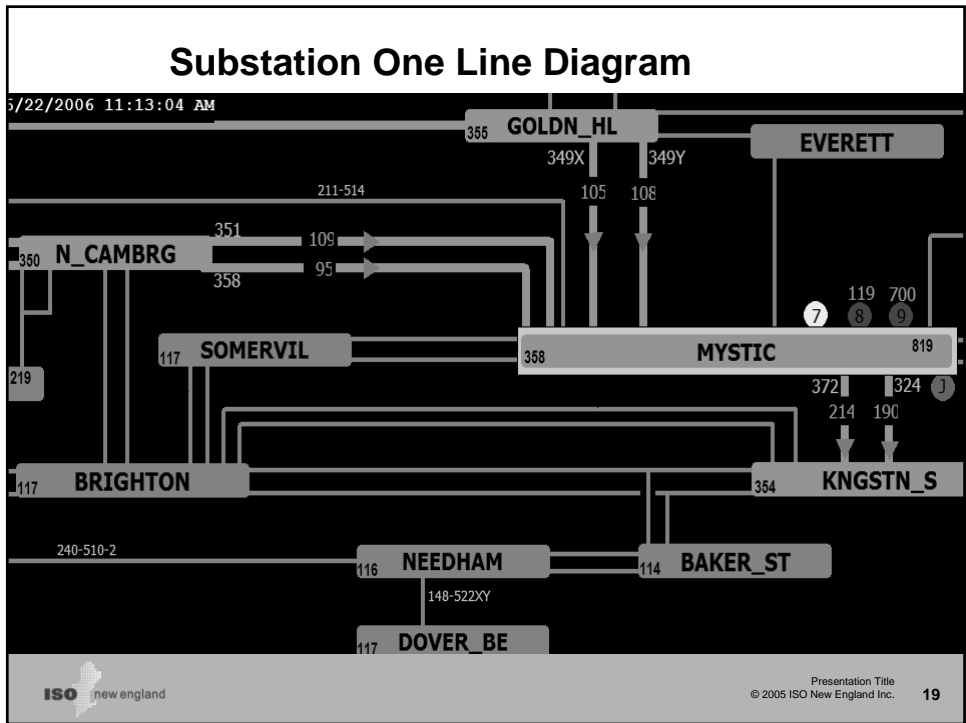 Substation One Line Diagram
5/22/2006 11:13:04 AM
355 GOLDN_HL
EVERETT
349X 349Y
105 108
211-514
351
109
350 N_CAMBRG
95
358
119 700
7 8 9
117 SOMERVIL
358 MYSTIC 819
219
372 324 J
214 190
117 BRIGHTON
354 KNGSTN_S
240-510-2
116 NEEDHAM
114 BAKER_ST
148-522XY
117 DOVER_BE
ISO new england
Presentation Title
© 2005 ISO New England Inc. 19